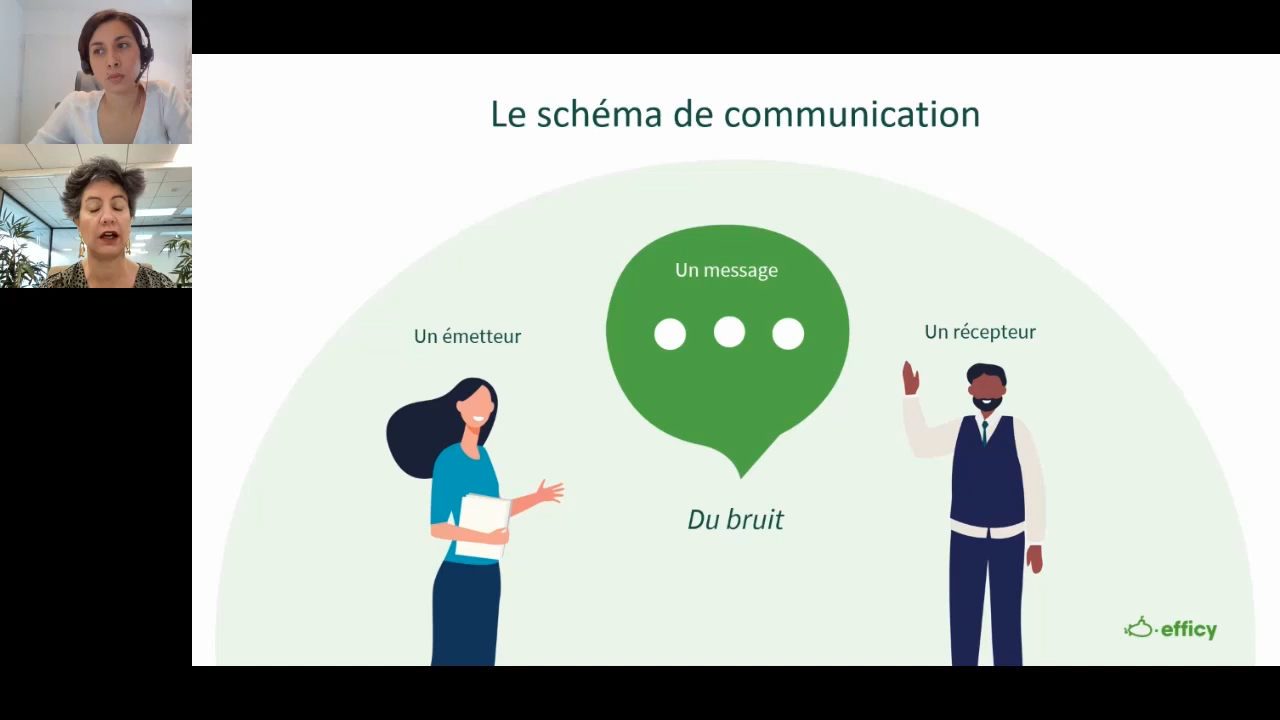 Le schéma de communication
Un message
Un émetteur
Un récepteur
Du bruit
efficy